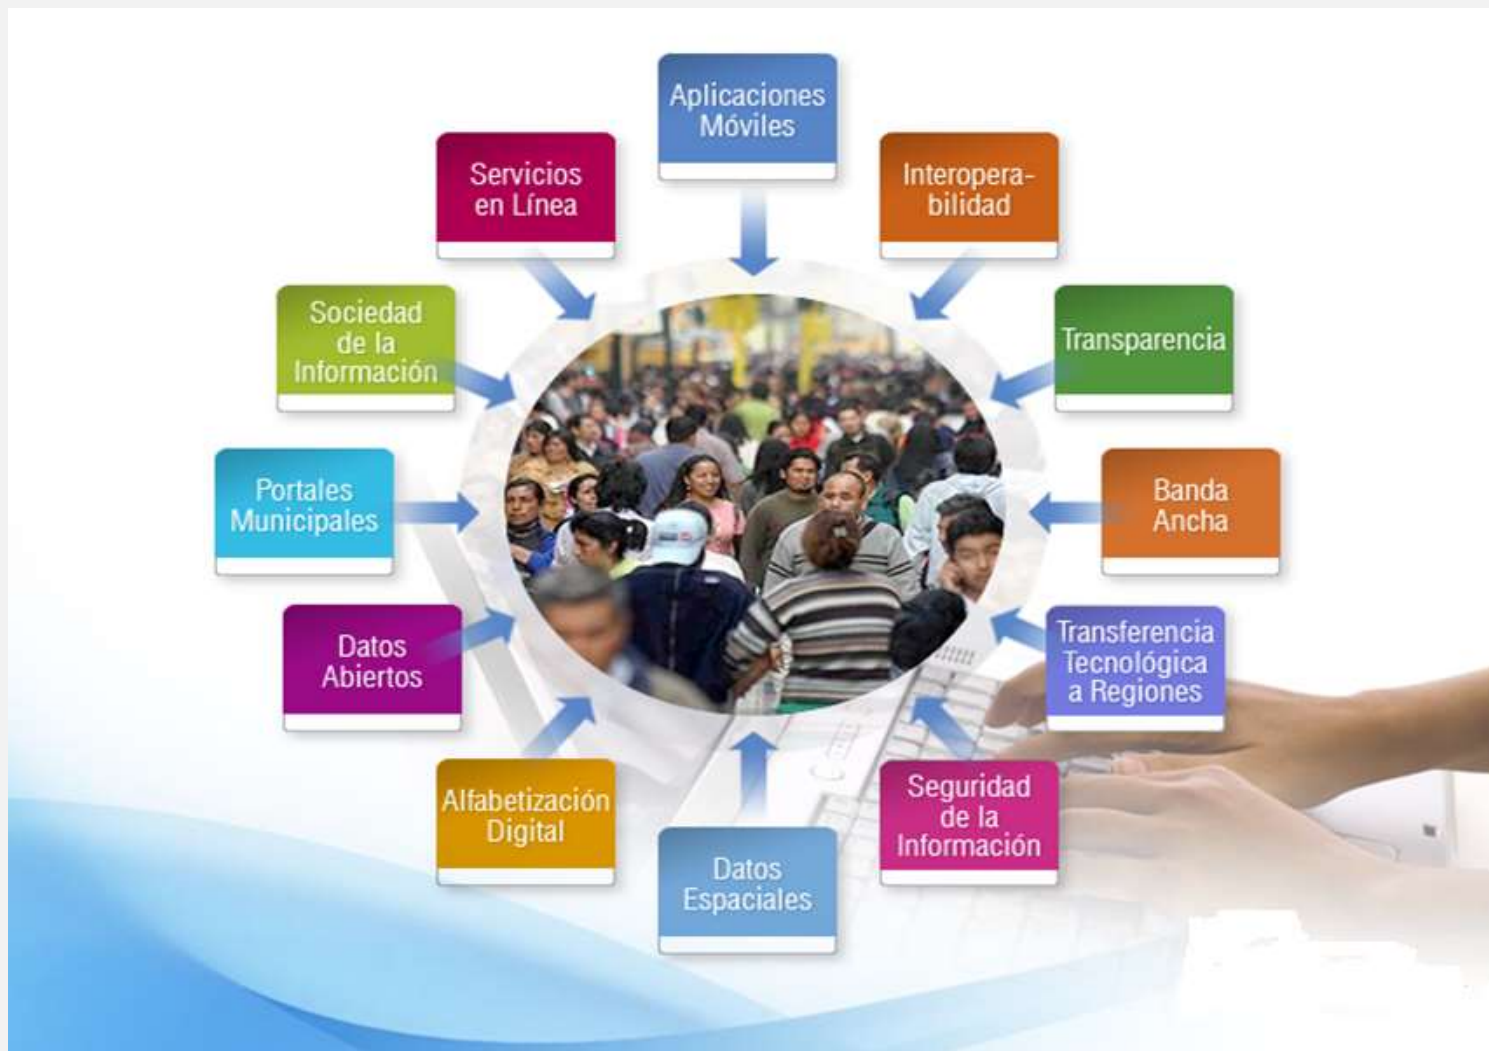 Aplicaciones
Móviles
Interopera-
bilidad
Transparencia
Banda
Ancha
Transferencia
Tecnológica
a Regiones
Seguridad
de la
Información
Datos
Espaciales
Alfabetización
Digital
Datos
Abiertos
Portales
Municipales
Sociedad
de la
Información
Servicios
en Línea